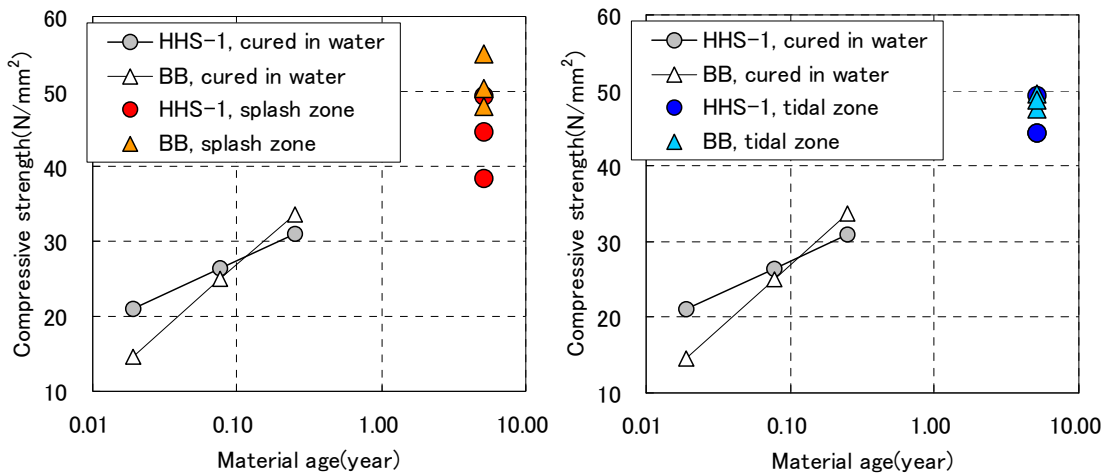 60
50
40
30
20
10
0.01
0.10
1.00
10.00
Compressive strength(N/mm²)
Material age(year)
HHS-1, cured in water
BB, cured in water
HHS-1, splash zone
BB, splash zone
60
50
40
30
20
10
0.01
0.10
1.00
10.00
Compressive strength(N/mm²)
Material age(year)
HHS-1, cured in water
BB, cured in water
HHS-1, tidal zone
BB, tidal zone